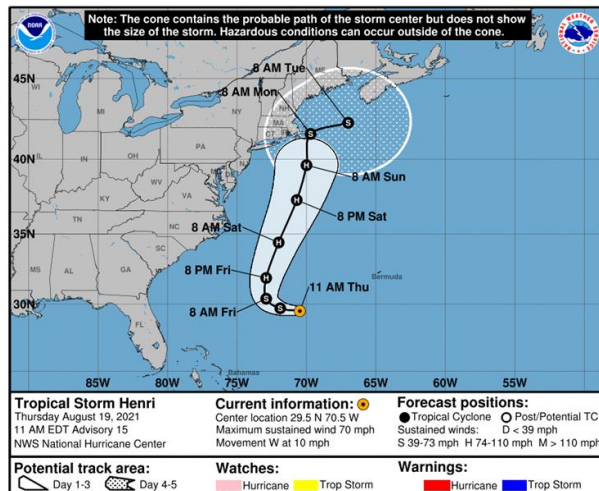 Note: The cone contains the probable path of the storm center but does not show
the size of the storm. Hazardous conditions can occur outside of the cone.
NOAA
8 AM Tue
45N
WI
ME
8 AM Mon
MI
NY
NH
MA
CT
40N
PA
IL
IN
OH
8 AM Sun
WV
VA
KY
8 PM Sat
TN
NC
8 AM Sat
35N
SC
MS
AL
GA
8 PM Fri
11 AM Thu
Bermuda
30N
8 AM Fri
FL
Bahamas
85W
80W
75W
70W
65W
60W
55W
S
S
H
H
H
H
S
S
Tropical Storm Henri
Thursday August 19, 2021
11 AM EDT Advisory 15
NWS National Hurricane Center
Current information:
Center location 29.5 N 70.5 W
Maximum sustained wind 70 mph
Movement W at 10 mph
Forecast positions:
Tropical Cyclone Post/Potential TC
Sustained winds: D < 39 mph
S 39-73 mph H 74-110 mph M > 110 mph
Potential track area:
Day 1-3 Day 4-5
Watches:
Hurricane Trop Storm
Warnings:
Hurricane Trop Storm